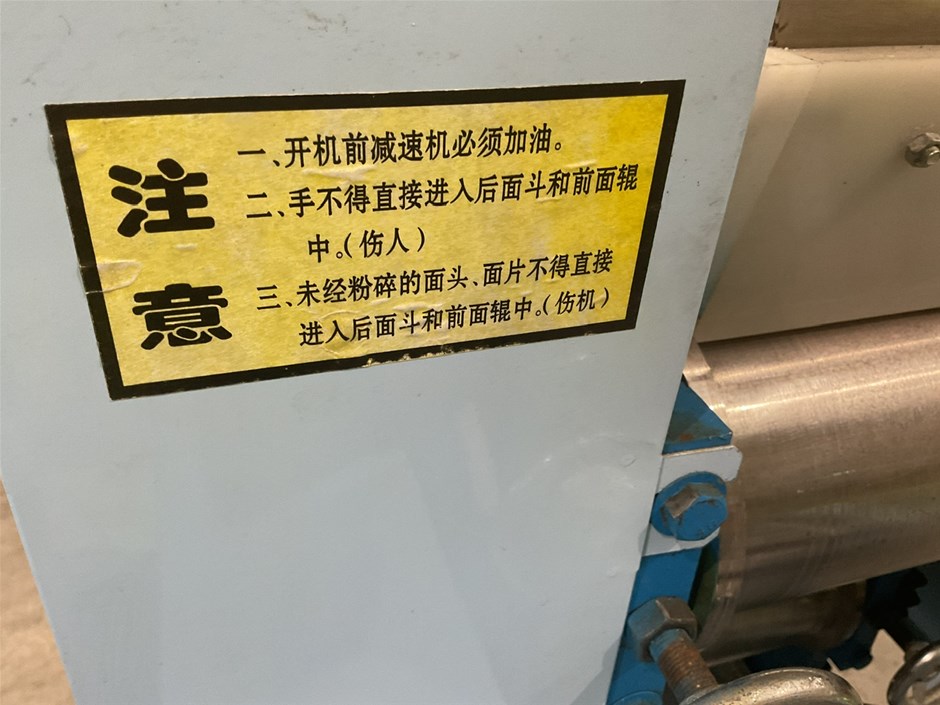 注意
一、开机前减速机必须加油。
二、手不得直接进入后面斗和前面辊
中。(伤人)
三、未经粉碎的面头、面片不得直接
进入后面斗和前面辊中。(伤机)